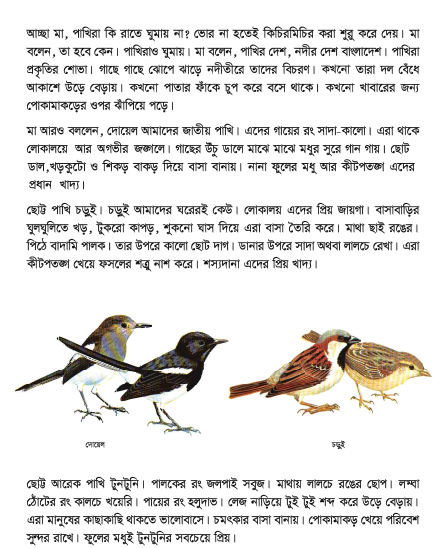 আচ্ছা মা, পাখিরা কি রাতে ঘুমায় না? ভোর না হতেই কিচিরমিচির করা শুরু করে দেয়। মা
বলেন, তা হবে কেন। পাখিরাও ঘুমায়। মা বলেন, পাখির দেশ, নদীর দেশ বাংলাদেশ। পাখিরা
প্রকৃতির শোভা। গাছে গাছে ঝোপে ঝাড়ে নদীতীরে তাদের বিচরণ। কখনো তারা দল বেঁধে
আকাশে উড়ে বেড়ায়। কখনো পাতার ফাঁকে চুপ করে বসে থাকে। কখনো খাবারের জন্য
পোকামাকড়ের ওপর ঝাঁপিয়ে পড়ে।
মা আরও বললেন, দোয়েল আমাদের জাতীয় পাখি। এদের গায়ের রং সাদা-কালো। এরা থাকে
লোকালয়ে আর অগভীর জঙ্গলে। গাছের উঁচু ডালে মাঝে মাঝে মধুর সুরে গান গায়। ছোট
ডাল,খড়কুটো ও শিকড় বাকড় দিয়ে বাসা বানায়। নানা ফুলের মধু আর কীটপতঙ্গ এদের
প্রধান খাদ্য।
ছোট্ট পাখি চড়ুই। চড়ুই আমাদের ঘরেরই কেউ। লোকালয় এদের প্রিয় জায়গা। বাসাবাড়ির
ঘুলঘুলিতে খড়, টুকরো কাপড়, শুকনো ঘাস দিয়ে এরা বাসা তৈরি করে। মাথা ছাই রঙের।
পিঠে বাদামি পালক। তার উপরে কালো ছোট দাগ। ডানার উপরে সাদা অথবা লালচে রেখা। এরা
কীটপতঙ্গ খেয়ে ফসলের শত্রু নাশ করে। শস্যদানা এদের প্রিয় খাদ্য।
দোয়েল
চড়ুই
ছোট্ট আরেক পাখি টুনটুনি। পালকের রং জলপাই সবুজ। মাথায় লালচে রঙের ছোপ। লম্বা
ঠোঁটের রং কালচে খয়েরি। পায়ের রং হলুদাভ। লেজ নাড়িয়ে টুই টুই শব্দ করে উড়ে বেড়ায়।
এরা মানুষের কাছাকাছি থাকতে ভালোবাসে। চমৎকার বাসা বানায়। পোকামাকড় খেয়ে পরিবেশ
সুন্দর রাখে। ফুলের মধুই টুনটুনির সবচেয়ে প্রিয়।